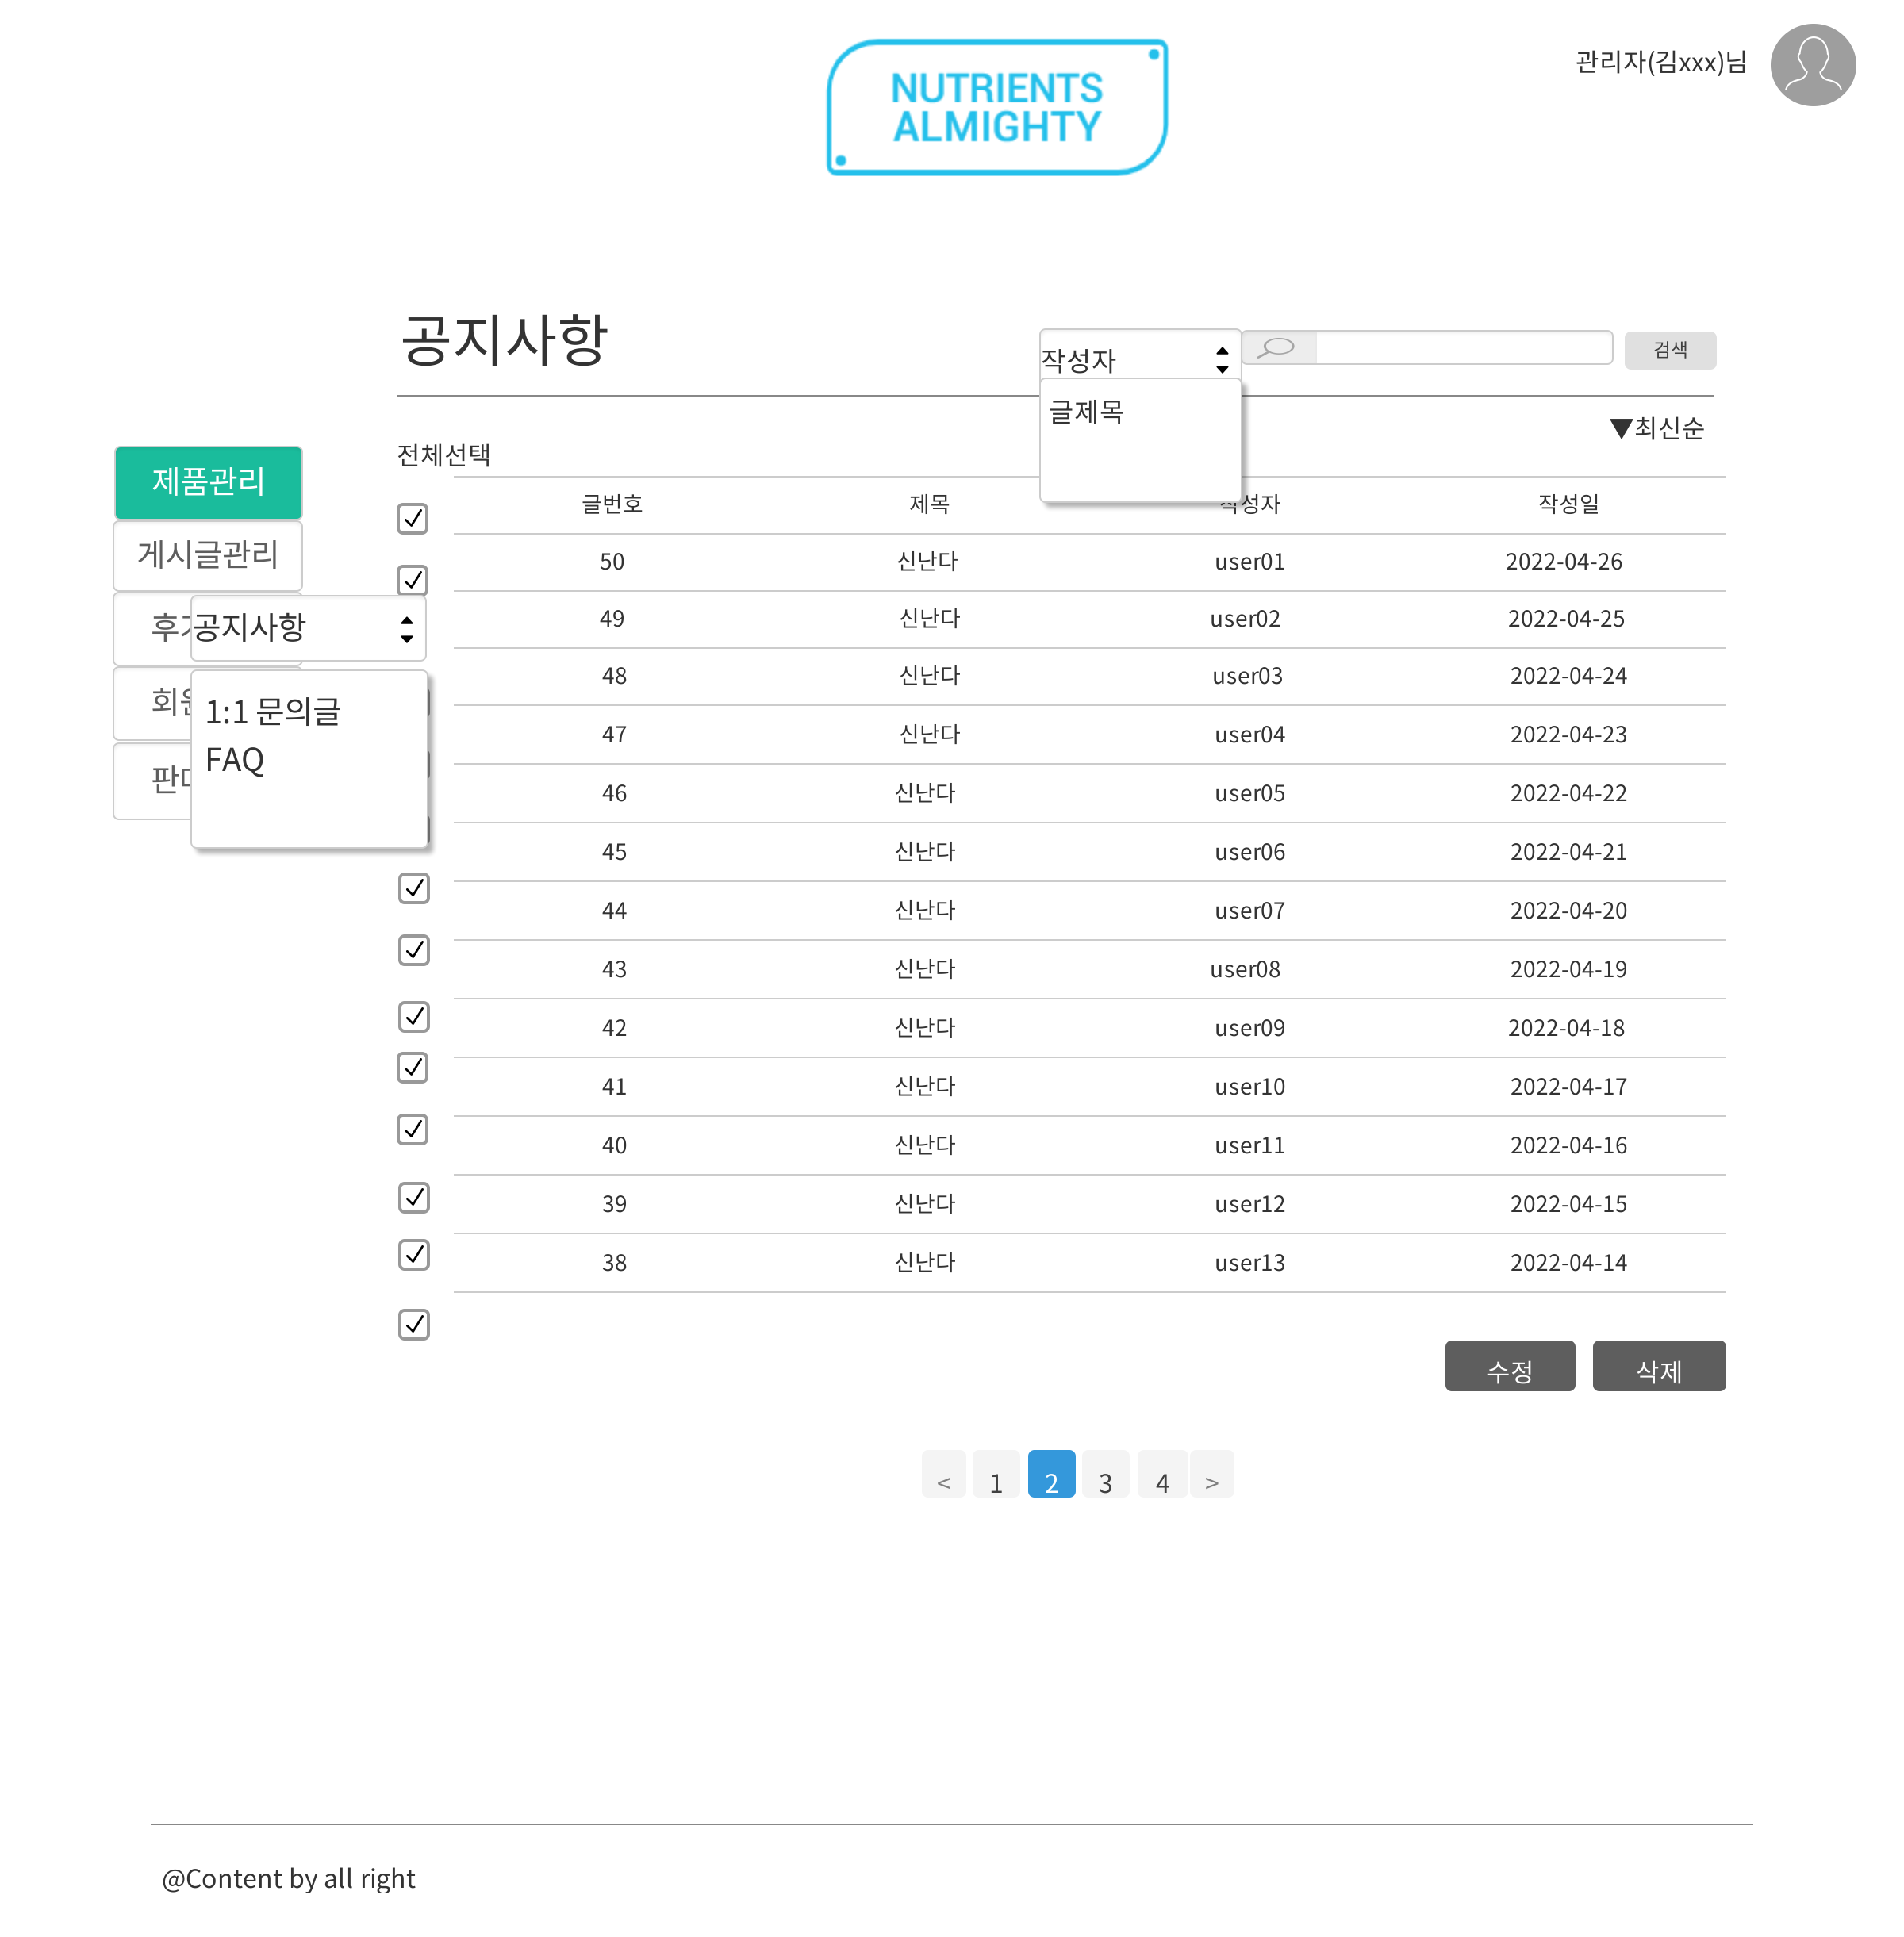 NUTRIENTS
ALMIGHTY
관리자(김xxx)님
공지사항
작성자
검색
글제목
▼최신순
전체선택
제품관리
게시글관리
공지사항
1:1 문의글
FAQ
글번호 제목 작성자 작성일
50 신난다 user01 2022-04-26
49 신난다 user02 2022-04-25
48 신난다 user03 2022-04-24
47 신난다 user04 2022-04-23
46 신난다 user05 2022-04-22
45 신난다 user06 2022-04-21
44 신난다 user07 2022-04-20
43 신난다 user08 2022-04-19
42 신난다 user09 2022-04-18
41 신난다 user10 2022-04-17
40 신난다 user11 2022-04-16
39 신난다 user12 2022-04-15
38 신난다 user13 2022-04-14
수정 삭제
< 1 2 3 4 >
@Content by all right